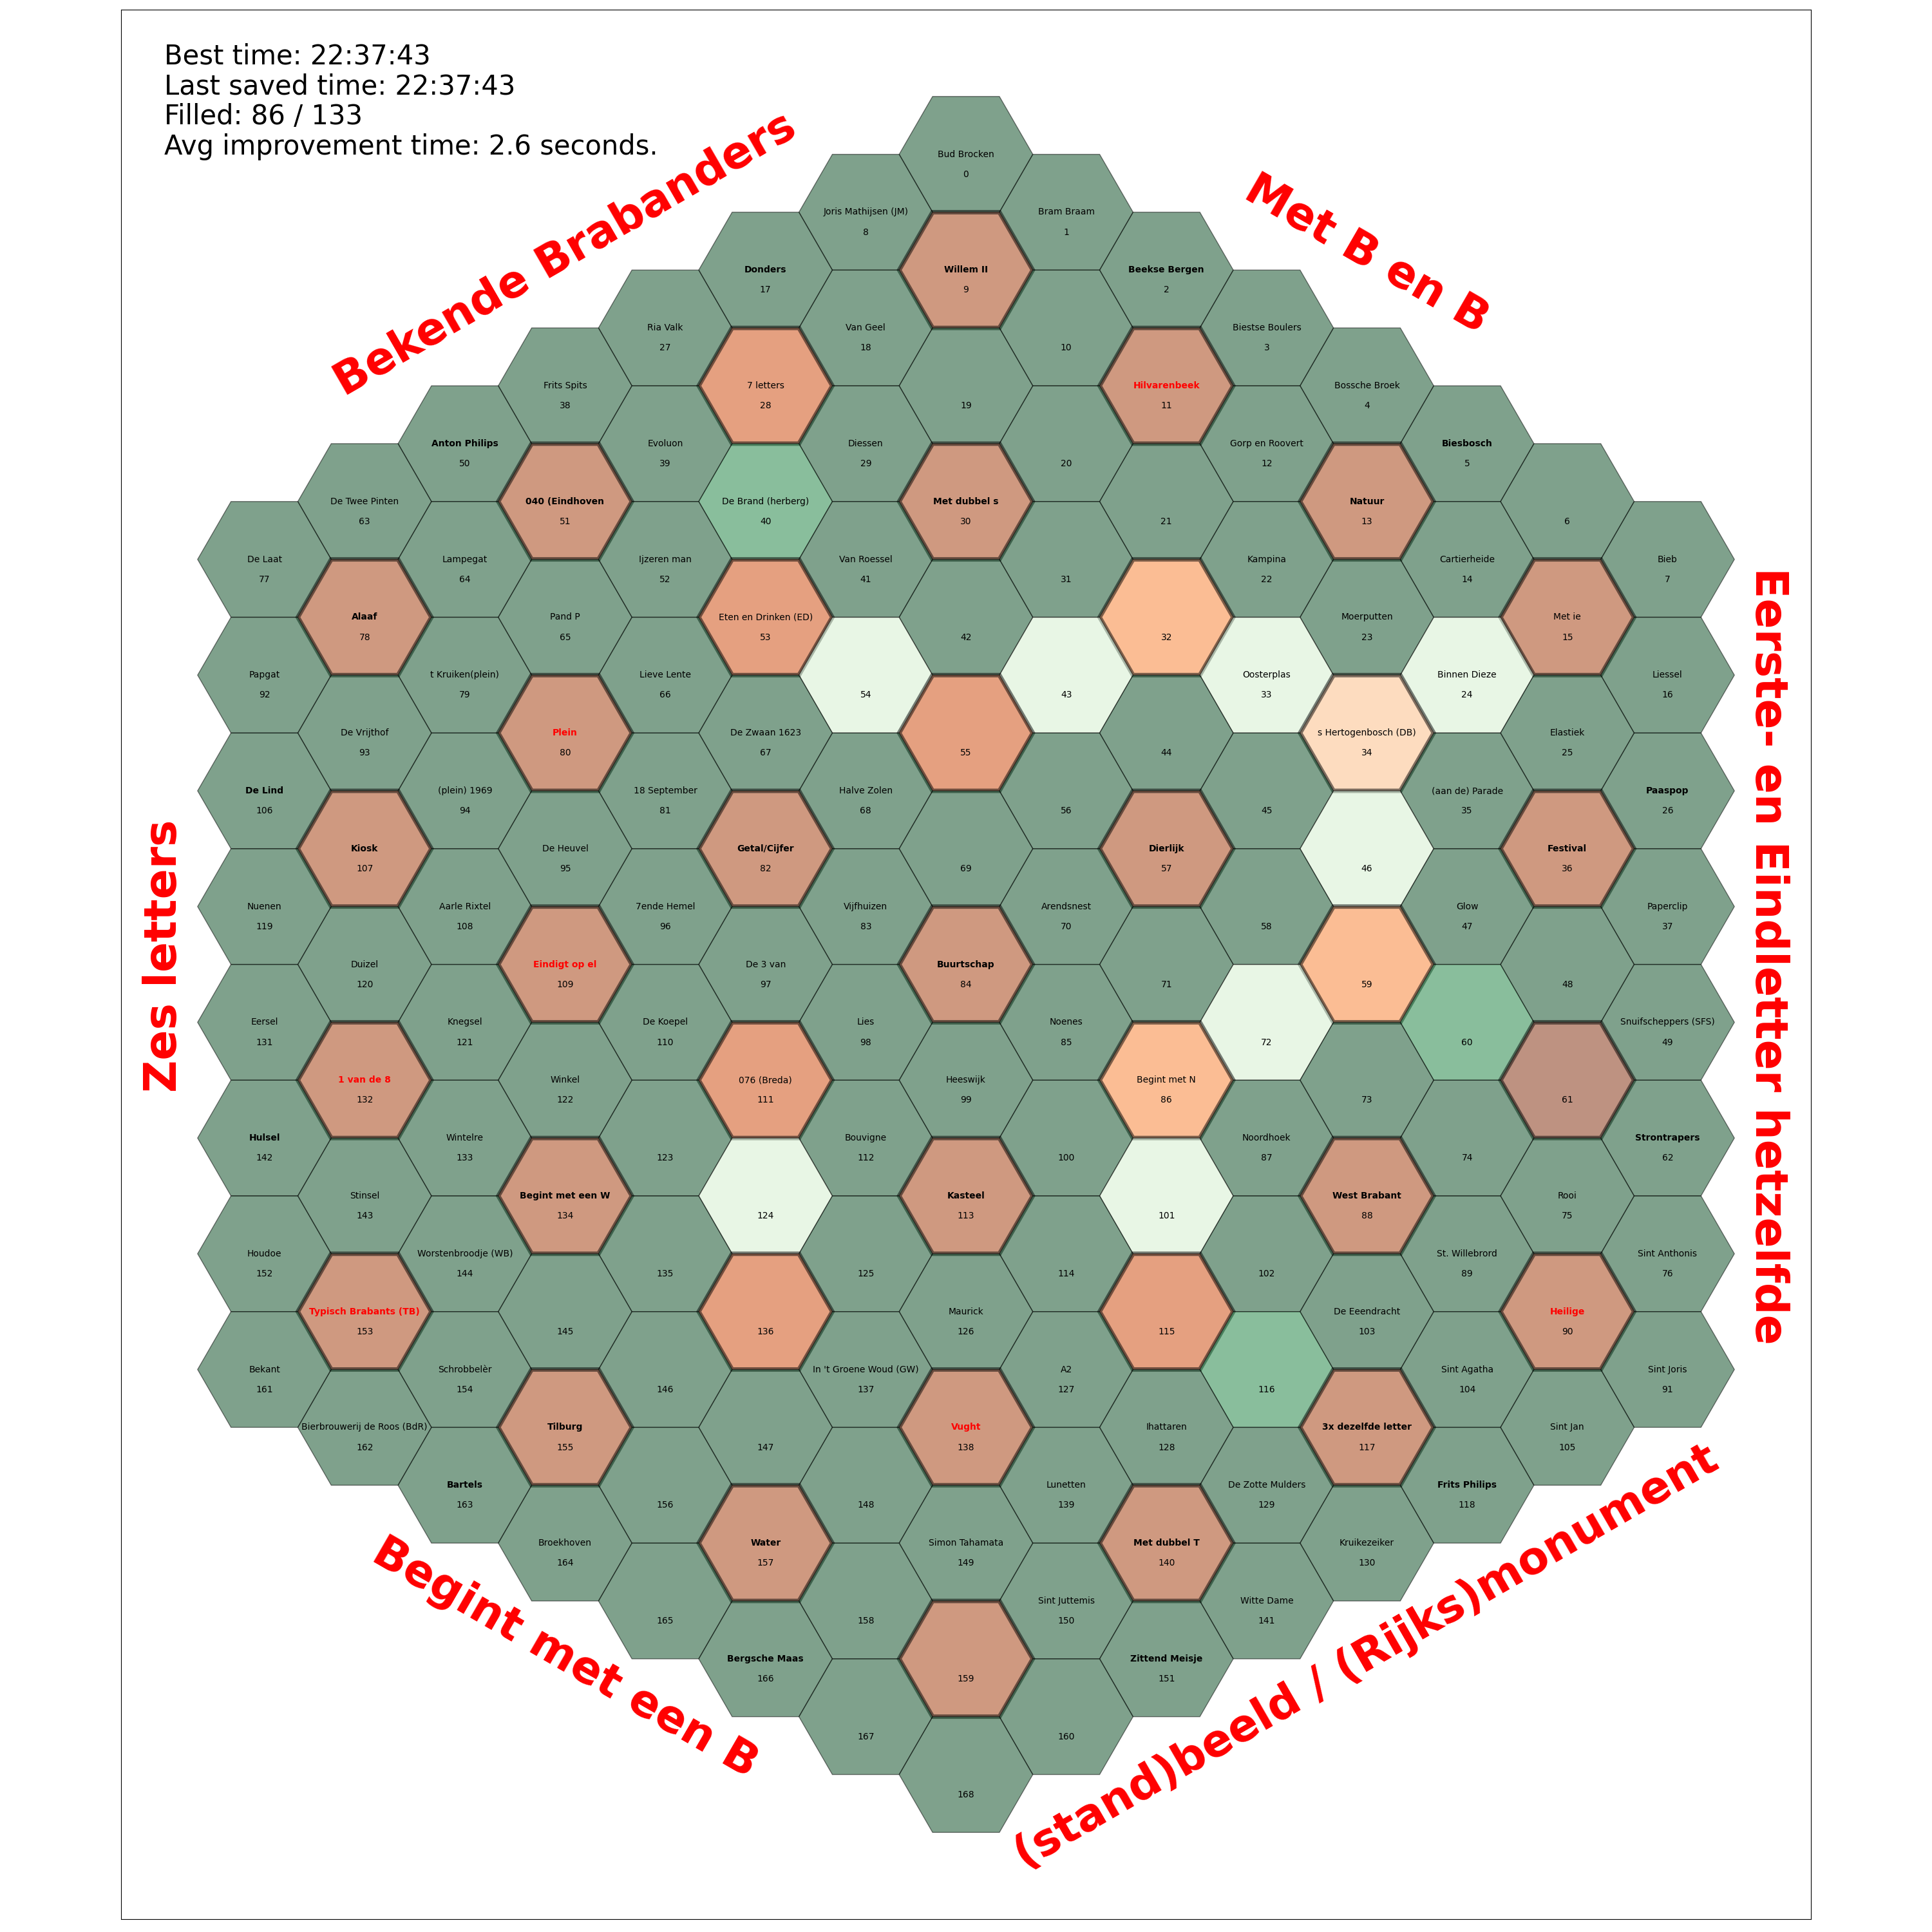 Best time: 22:37:43
Last saved time: 22:37:43
Filled: 86 / 133
Avg improvement time: 2.6 seconds.
Bekende Brabanders
Met B en B
Eerste- en Eindletter hetzelfde
(stand)beeld / (Rijks)monument
Begint met een B
Zes letters
Bud Brocken
0
Bram Braam
1
Beekse Bergen
2
Biestse Boulers
3
Bossche Broek
4
Biesbosch
5
6
Bieb
7
Joris Mathijsen (JM)
8
Willem II
9
10
Hilvarenbeek
11
Gorp en Roovert
12
Natuur
13
Cartierheide
14
Met ie
15
Liessel
16
Donders
17
Van Geel
18
19
20
21
Kampina
22
Moerputten
23
Binnen Dieze
24
Elastiek
25
Paaspop
26
Ria Valk
27
7 letters
28
Diessen
29
Met dubbel s
30
31
32
Oosterplas
33
s Hertogenbosch (DB)
34
(aan de) Parade
35
Festival
36
Paperclip
37
Frits Spits
38
Evoluon
39
De Brand (herberg)
40
Van Roessel
41
42
43
44
45
46
Glow
47
48
Snuifscheppers (SFS)
49
Anton Philips
50
040 (Eindhoven
51
Ijzeren man
52
Eten en Drinken (ED)
53
54
55
56
Dierlijk
57
58
59
60
61
Strontrapers
62
De Twee Pinten
63
Lampegat
64
Pand P
65
Lieve Lente
66
De Zwaan 1623
67
Halve Zolen
68
69
Arendsnest
70
71
72
73
74
Rooi
75
Sint Anthonis
76
De Laat
77
Alaaf
78
t Kruiken(plein)
79
Plein
80
18 September
81
Getal/Cijfer
82
Vijfhuizen
83
Buurtschap
84
Noenes
85
Begint met N
86
Noordhoek
87
West Brabant
88
St. Willebrord
89
Heilige
90
Sint Joris
91
Papgat
92
De Vrijthof
93
(plein) 1969
94
De Heuvel
95
7ende Hemel
96
De 3 van
97
Lies
98
Heeswijk
99
100
101
102
De Eeendracht
103
Sint Agatha
104
Sint Jan
105
De Lind
106
Kiosk
107
Aarle Rixtel
108
Eindigt op el
109
De Koepel
110
076 (Breda)
111
Bouvigne
112
Kasteel
113
114
115
116
3x dezelfde letter
117
Frits Philips
118
Nuenen
119
Duizel
120
Knegsel
121
Winkel
122
123
124
125
Maurick
126
A2
127
Ihattaren
128
De Zotte Mulders
129
Kruikezeiker
130
Eersel
131
1 van de 8
132
Wintelre
133
Begint met een W
134
135
136
In 't Groene Woud (GW)
137
Vught
138
Lunetten
139
Met dubbel T
140
Witte Dame
141
Hulsel
142
Stinsel
143
Worstenbroodje (WB)
144
145
146
147
148
Simon Tahamata
149
Sint Juttemis
150
Zittend Meisje
151
Houdoe
152
Typisch Brabants (TB)
153
Schrobbelèr
154
Tilburg
155
156
Water
157
158
159
160
Bekant
161
Bierbrouwerij de Roos (BdR)
162
Bartels
163
Broekhoven
164
165
Bergsche Maas
166
167
168